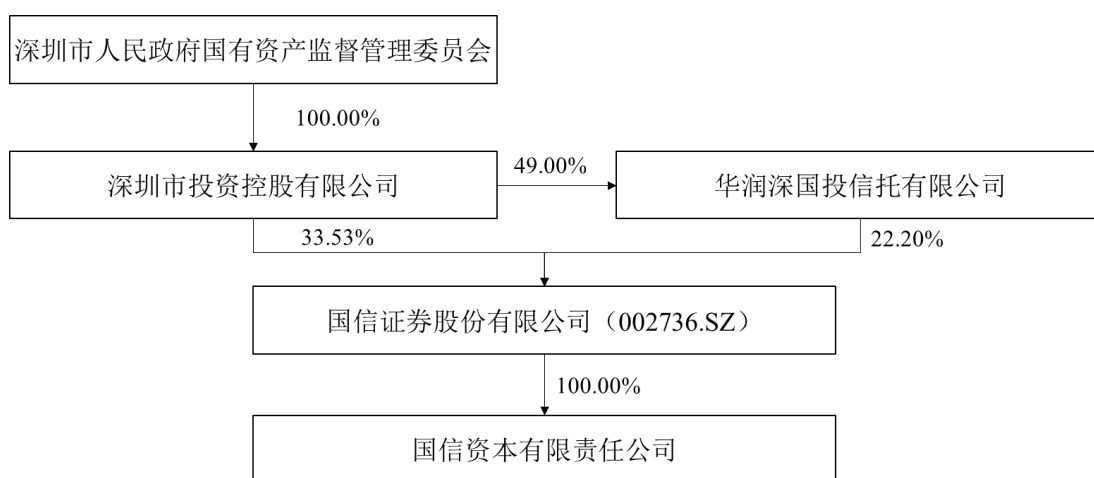 深圳市人民政府国有资产监督管理委员会
100.00%
深圳市投资控股有限公司
49.00%
华润深国投信托有限公司
33.53%
22.20%
国信证券股份有限公司（002736.SZ）
100.00%
国信资本有限责任公司